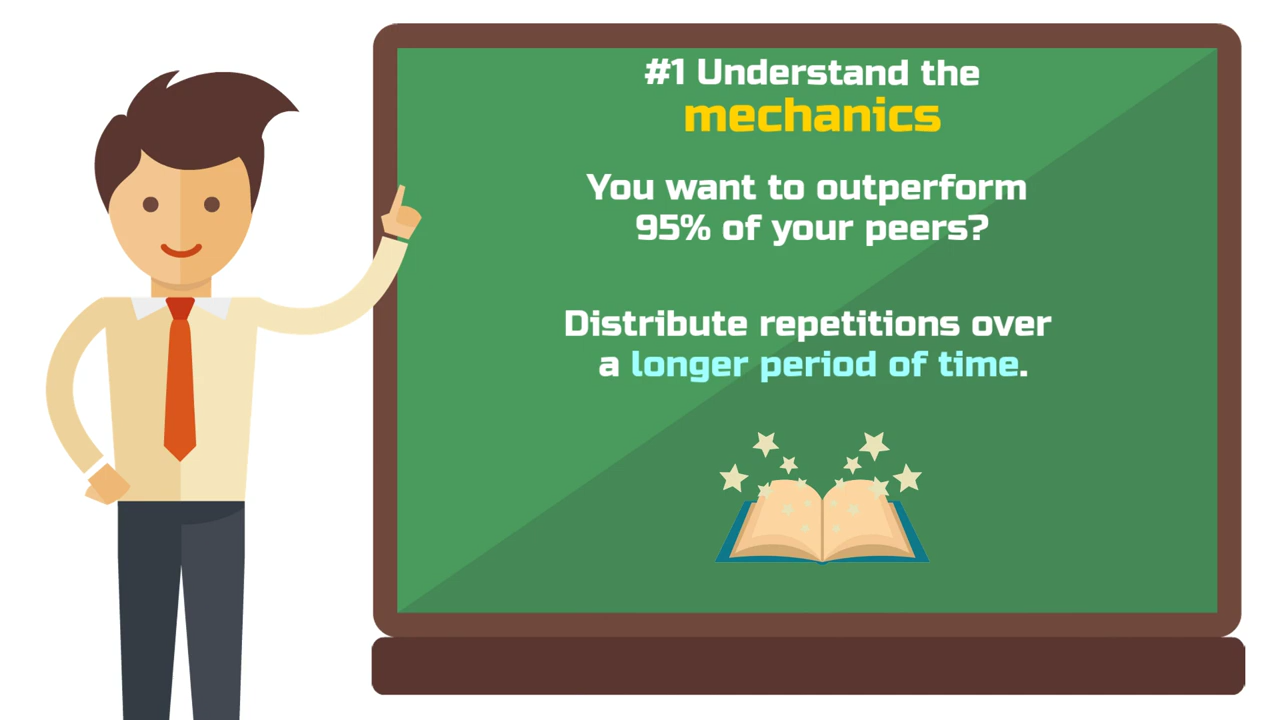 #1 Understand the
mechanics
You want to outperform
95% of your peers?
Distribute repetitions over
a longer period of time.